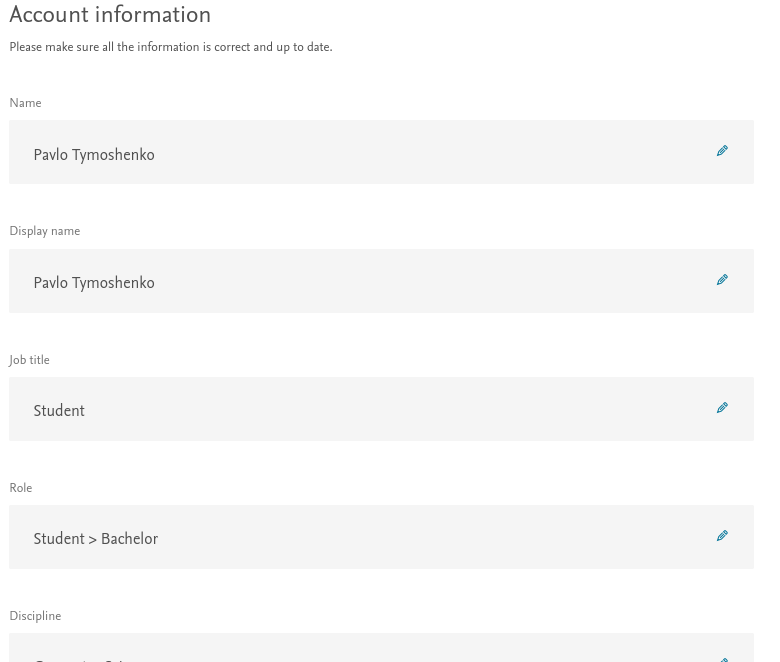 Account information
Please make sure all the information is correct and up to date.
Name
Pavlo Tymoshenko
Display name
Pavlo Tymoshenko
Job title
Student
Role
Student > Bachelor
Discipline